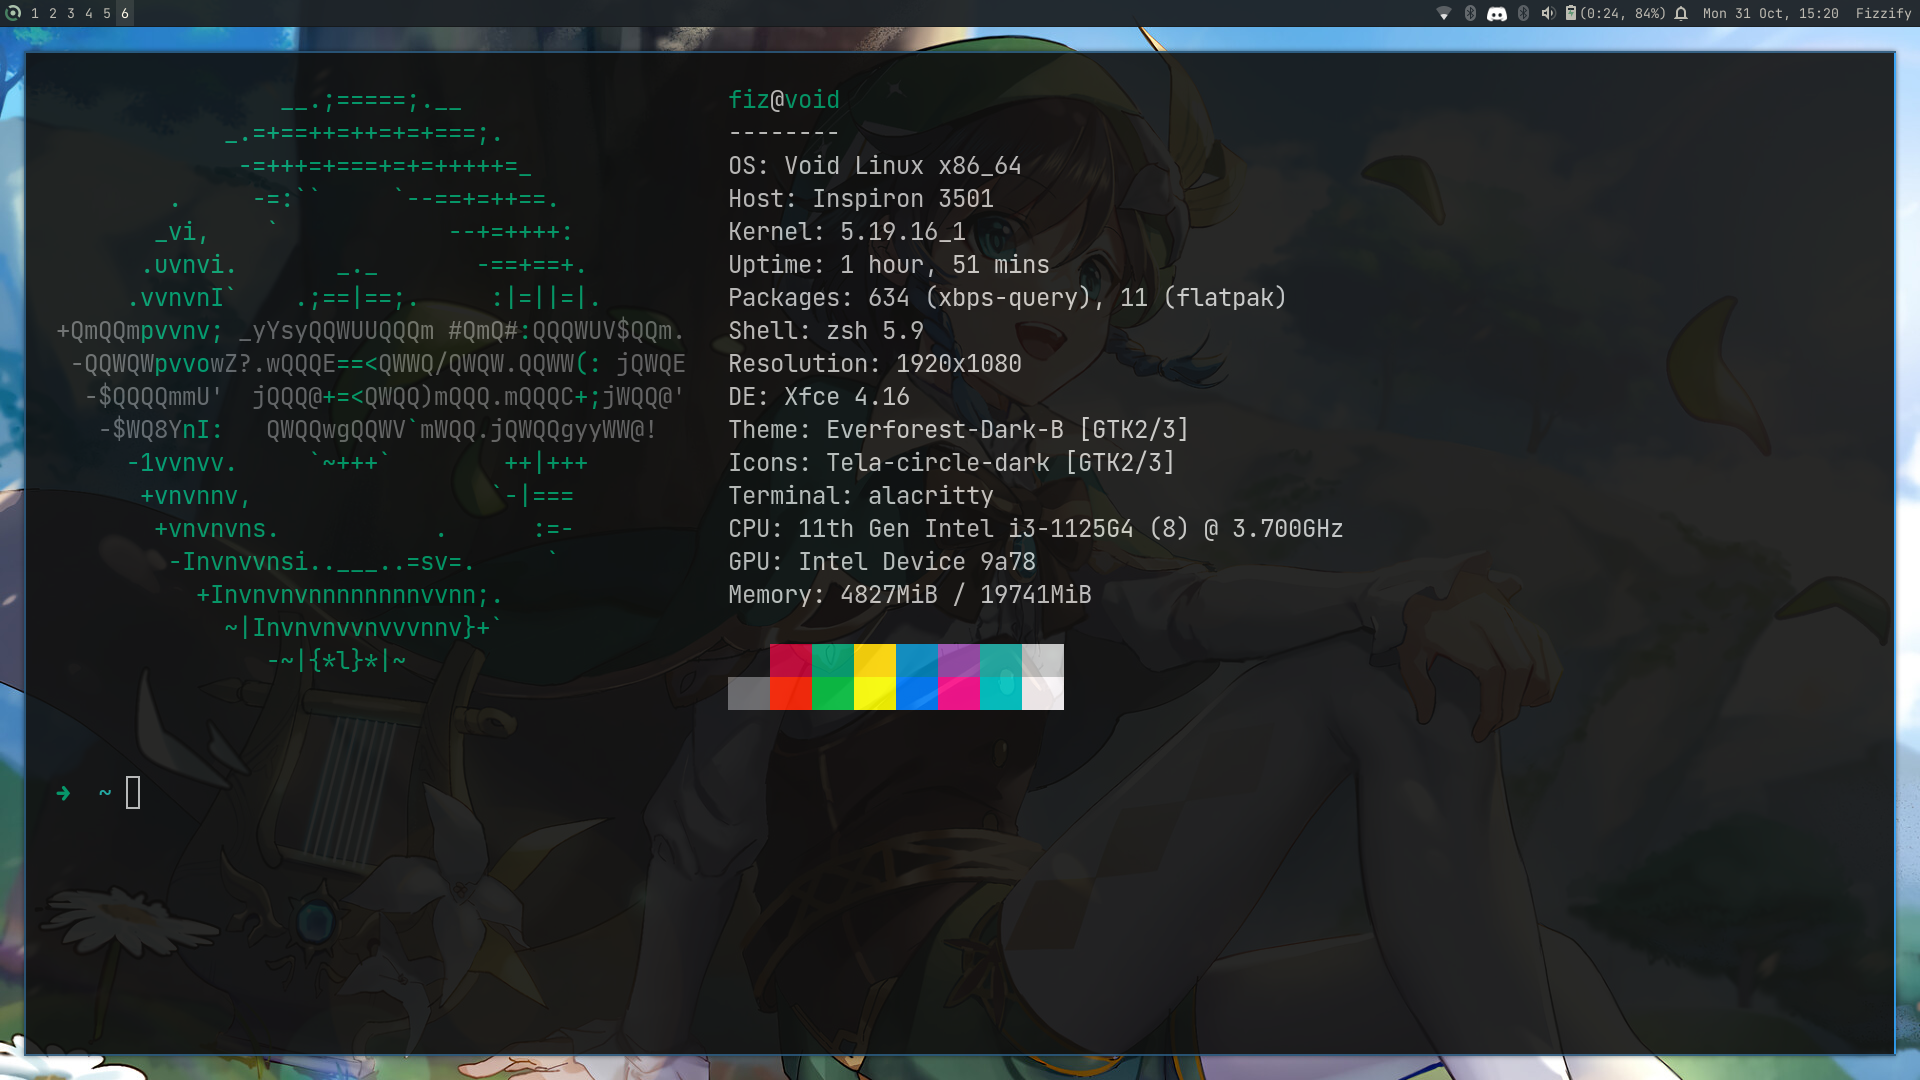 1 2 3 4 5 6 (0:24, 84%) Mon 31 Oct, 15:20 Fizzify
__.;=====;.__
_.=+==++=++=+=+===;.
-=+++=+===+=+=+++++=_
. -=:`` `--==+=++==.
_vi, ` --+=++++:
.uvnvi. _._ -==+==+.
.vvnvnI` .;==|==;. :|=||=|.
+QmQQmpvvnv; _yYsyQQWUUQQQm #QmQ#:QQQWUV$QQm.
-QQWQWpvvowZ?.wQQQE==<QWWQ/QWQW.QQWW(: jQWQE
-$QQQQmmU' jQQQ@+=<QWQQ)mQQQ.mQQQC+;jWQQ@'
-$WQ8YnI: QWQQwgQQWV`mWQQ.jQWQQgyyWW@!
-1vvnvv. `~+++` ++|+++
+vnvnnv, `-|===
+vnvnvns. . :=-
-Invnvvnsi..___..=sv=. `
+Invnvnvnnnnnnnnvvnn;.
~|Invnvnvvnvvvnnv}+`
-~|{*l}*|~
fiz@void
--------
OS: Void Linux x86_64
Host: Inspiron 3501
Kernel: 5.19.16_1
Uptime: 1 hour, 51 mins
Packages: 634 (xbps-query), 11 (flatpak)
Shell: zsh 5.9
Resolution: 1920x1080
DE: Xfce 4.16
Theme: Everforest-Dark-B [GTK2/3]
Icons: Tela-circle-dark [GTK2/3]
Terminal: alacritty
CPU: 11th Gen Intel i3-1125G4 (8) @ 3.700GHz
GPU: Intel Device 9a78
Memory: 4827MiB / 19741MiB
➜ ~